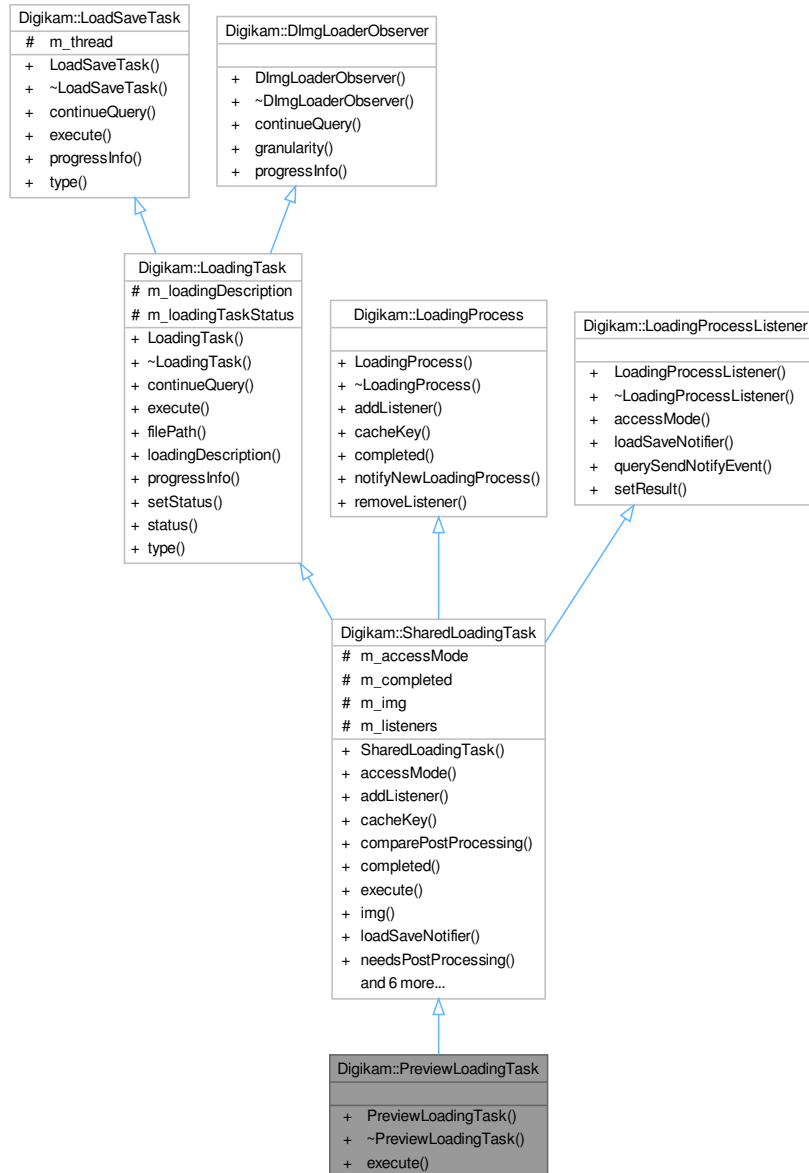 Digikam::LoadSaveTask
# m_thread
+ LoadSaveTask()
+ ~LoadSaveTask()
+ continueQuery()
+ execute()
+ progressInfo()
+ type()
Digikam::DImgLoaderObserver
+ DImgLoaderObserver()
+ ~DImgLoaderObserver()
+ continueQuery()
+ granularity()
+ progressInfo()
Digikam::LoadingTask
# m_loadingDescription
# m_loadingTaskStatus
+ LoadingTask()
+ ~LoadingTask()
+ continueQuery()
+ execute()
+ filePath()
+ loadingDescription()
+ progressInfo()
+ setStatus()
+ status()
+ type()
Digikam::LoadingProcess
+ LoadingProcess()
+ ~LoadingProcess()
+ addListener()
+ cacheKey()
+ completed()
+ notifyNewLoadingProcess()
+ removeListener()
Digikam::LoadingProcessListener
+ LoadingProcessListener()
+ ~LoadingProcessListener()
+ accessMode()
+ loadSaveNotifier()
+ querySendNotifyEvent()
+ setResult()
Digikam::SharedLoadingTask
# m_accessMode
# m_completed
# m_img
# m_listeners
+ SharedLoadingTask()
+ accessMode()
+ addListener()
+ cacheKey()
+ comparePostProcessing()
+ completed()
+ execute()
+ img()
+ loadSaveNotifier()
+ needsPostProcessing()
and 6 more...
Digikam::PreviewLoadingTask
+ PreviewLoadingTask()
+ ~PreviewLoadingTask()
+ execute()